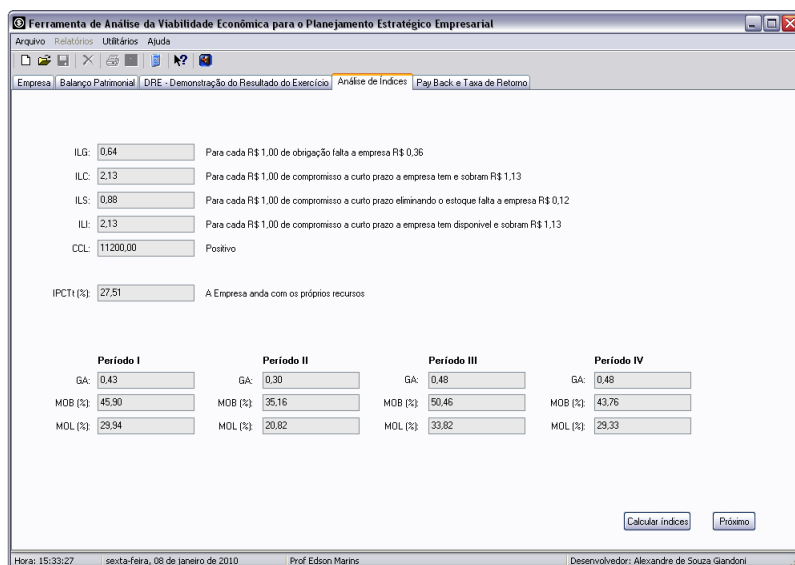 Ferramenta de Análise da Viabilidade Econômica para o Planejamento Estratégico Empresarial
Arquivo Relatórios Utilitários Ajuda
Empresa Balanço Patrimonial DRE - Demonstração do Resultado do Exercício Análise de Índices Pay Back e Taxa de Retorno
ILG: 0,64 Para cada R$ 1,00 de obrigação falta a empresa R$ 0,36
ILC: 2,13 Para cada R$ 1,00 de compromisso a curto prazo a empresa tem e sobram R$ 1,13
ILS: 0,88 Para cada R$ 1,00 de compromisso a curto prazo eliminando o estoque falta a empresa R$ 0,12
ILI: 2,13 Para cada R$ 1,00 de compromisso a curto prazo a empresa tem disponivel e sobram R$ 1,13
CCL: 11200,00 Positivo
IPCTt (%): 27,51 A Empresa anda com os próprios recursos
Período I Período II Período III Período IV
GA: 0,43 GA: 0,30 GA: 0,48 GA: 0,48
MOB (%): 45,90 MOB (%): 35,16 MOB (%): 50,46 MOB (%): 43,76
MOL (%): 29,94 MOL (%): 20,82 MOL (%): 33,82 MOL (%): 29,33
Calcular índices Próximo
Hora: 15:33:27 sexta-feira, 08 de janeiro de 2010 Prof Edson Marins Desenvolvedor: Alexandre de Souza Giandoni